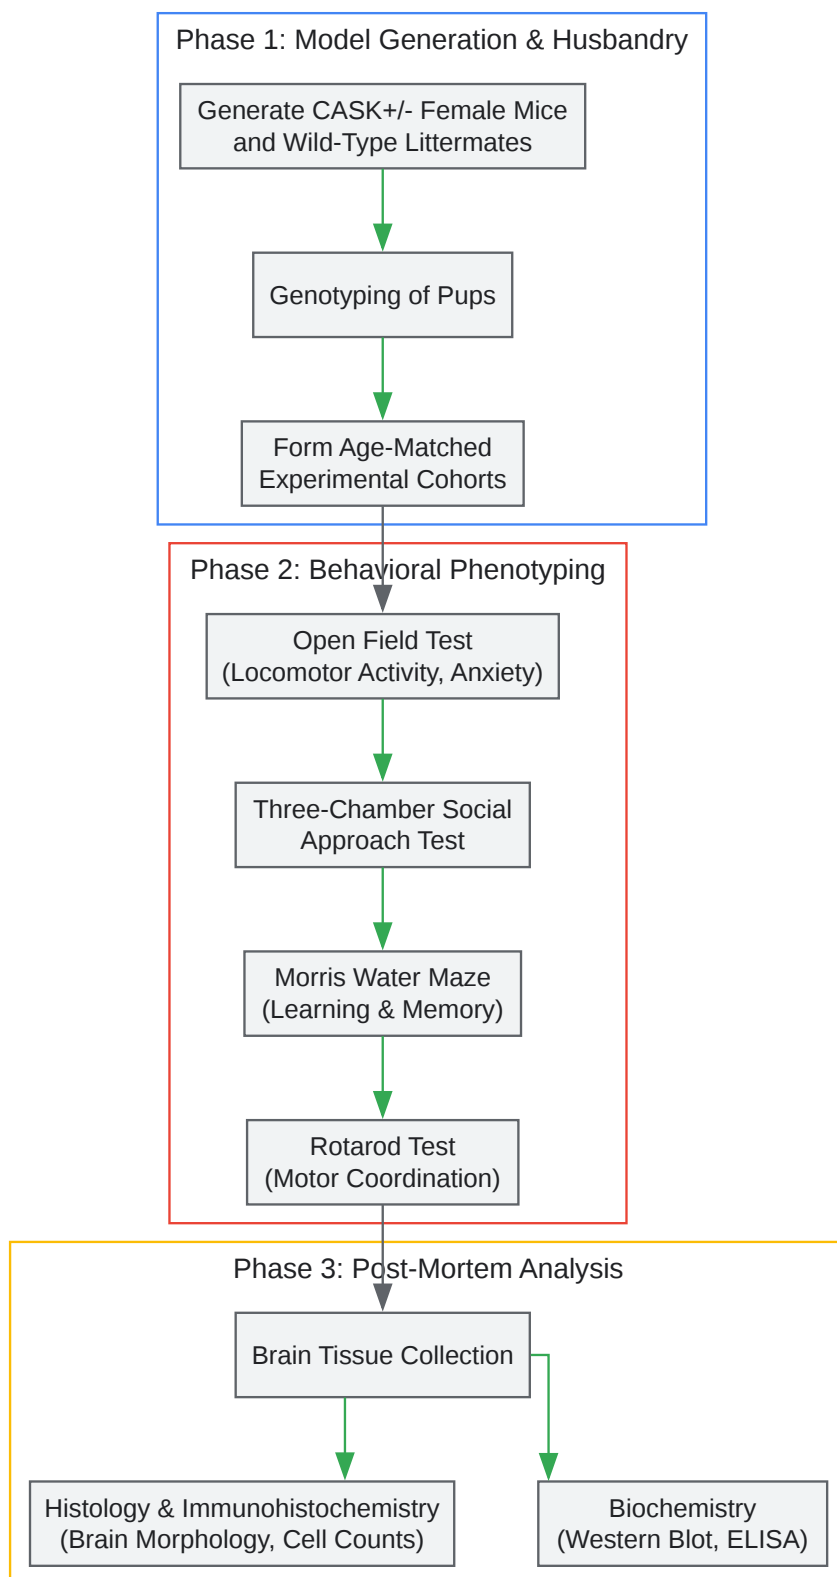 Phase 1: Model Generation & Husbandry
Generate CASK+/- Female Mice
and Wild-Type Littermates
Genotyping of Pups
Form Age-Matched
Experimental Cohorts
Phase 2: Behavioral Phenotyping
Open Field Test
(Locomotor Activity, Anxiety)
Three-Chamber Social
Approach Test
Morris Water Maze
(Learning & Memory)
Rotarod Test
(Motor Coordination)
Phase 3: Post-Mortem Analysis
Brain Tissue Collection
Histology & Immunohistochemistry
(Brain Morphology, Cell Counts)
Biochemistry
(Western Blot, ELISA)